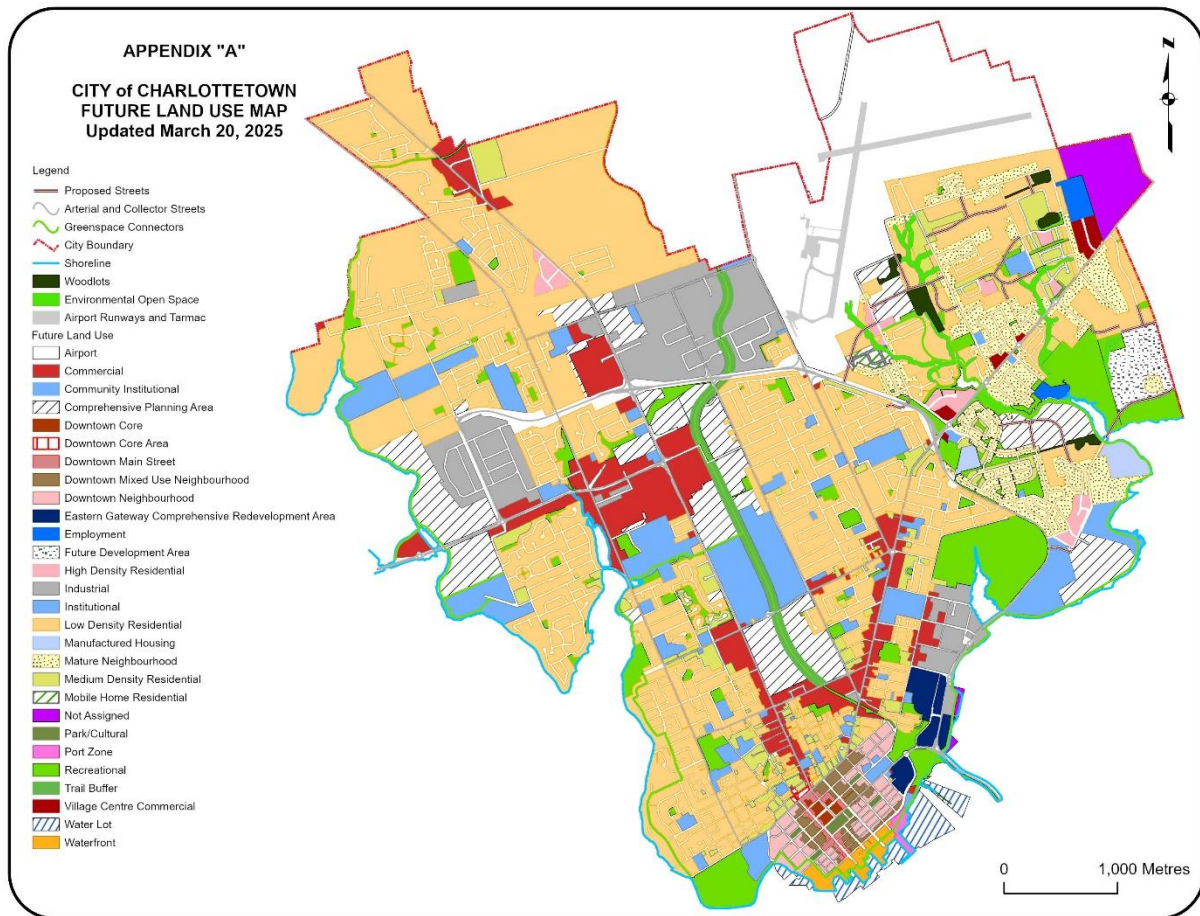 APPENDIX "A"
CITY of CHARLOTTETOWN
FUTURE LAND USE MAP
Updated March 20, 2025
Legend
Proposed Streets
Arterial and Collector Streets
Greenspace Connectors
City Boundary
Shoreline
Woodlots
Environmental Open Space
Airport Runways and Tarmac
Future Land Use
Airport
Commercial
Community Institutional
Comprehensive Planning Area
Downtown Core
Downtown Core Area
Downtown Main Street
Downtown Mixed Use Neighbourhood
Downtown Neighbourhood
Eastern Gateway Comprehensive Redevelopment Area
Employment
Future Development Area
High Density Residential
Industrial
Institutional
Low Density Residential
Manufactured Housing
Mature Neighbourhood
Medium Density Residential
Mobile Home Residential
Not Assigned
Park/Cultural
Port Zone
Recreational
Trail Buffer
Village Centre Commercial
Water Lot
Waterfront
N
0 1,000 Metres